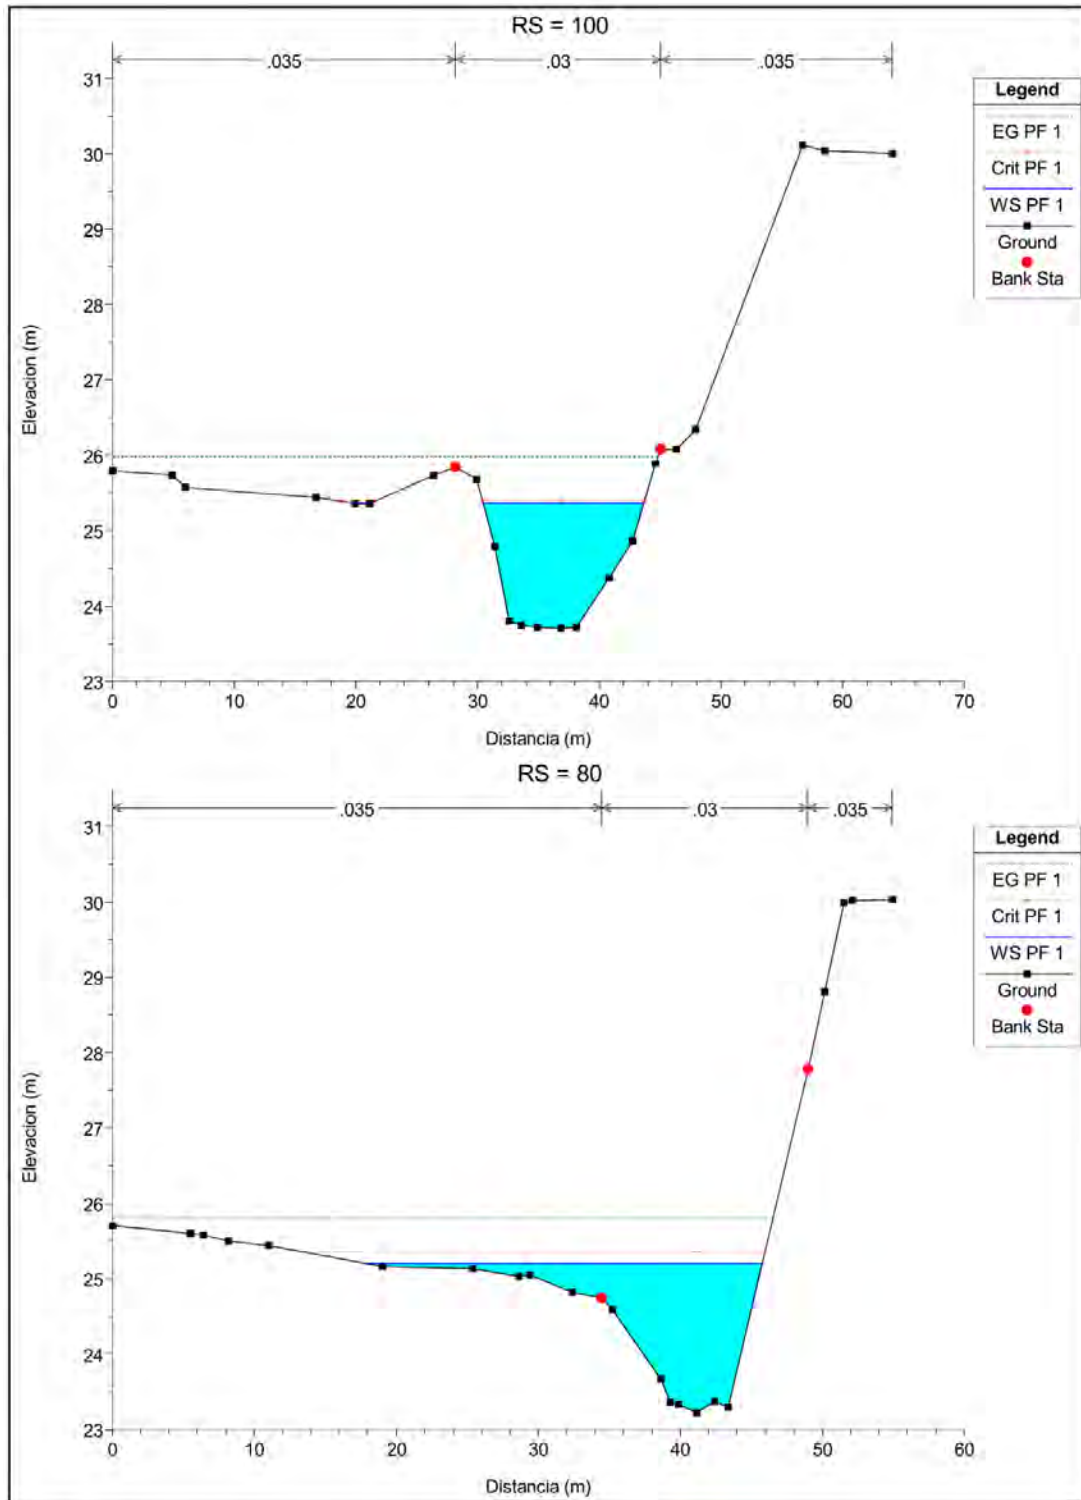 RS = 100
.035 .03 .035
31
30
29
28
27
26
25
24
23
Evacion (m)
0 10 20 30 40 50 60 70
Distancia (m)
Legend
EG PF 1
Crit PF 1
WS PF 1
Ground
Bank Sta
RS = 80
.035 .03 .035
31
30
29
28
27
26
25
24
23
Elevacion (m)
0 10 20 30 40 50 60
Distancia (m)
Legend
EG PF 1
Crit PF 1
WS PF 1
Ground
Bank Sta